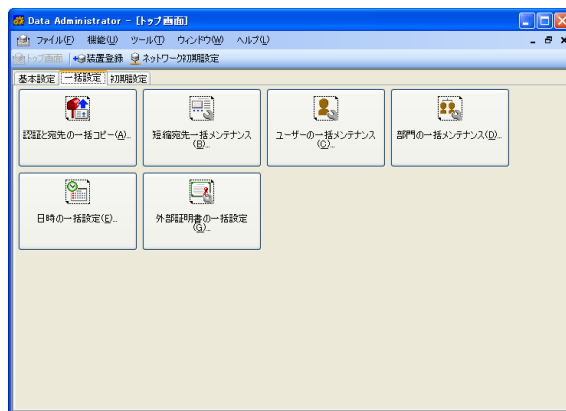 Data Administrator - [トップ画面]
ファイル(F) 機能(U) ツール(T) ウィンドウ(W) ヘルプ(L)
トップ画面 装置登録 ネットワーク初期設定
基本設定 一括設定 初期設定
認証と宛先の一括コピー(A)... 短縮宛先一括メンテナンス(B)... ユーザーの一括メンテナンス(C)... 部門の一括メンテナンス(D)...
日時の一括設定(E)... 外部証明書の一括設定(G)...